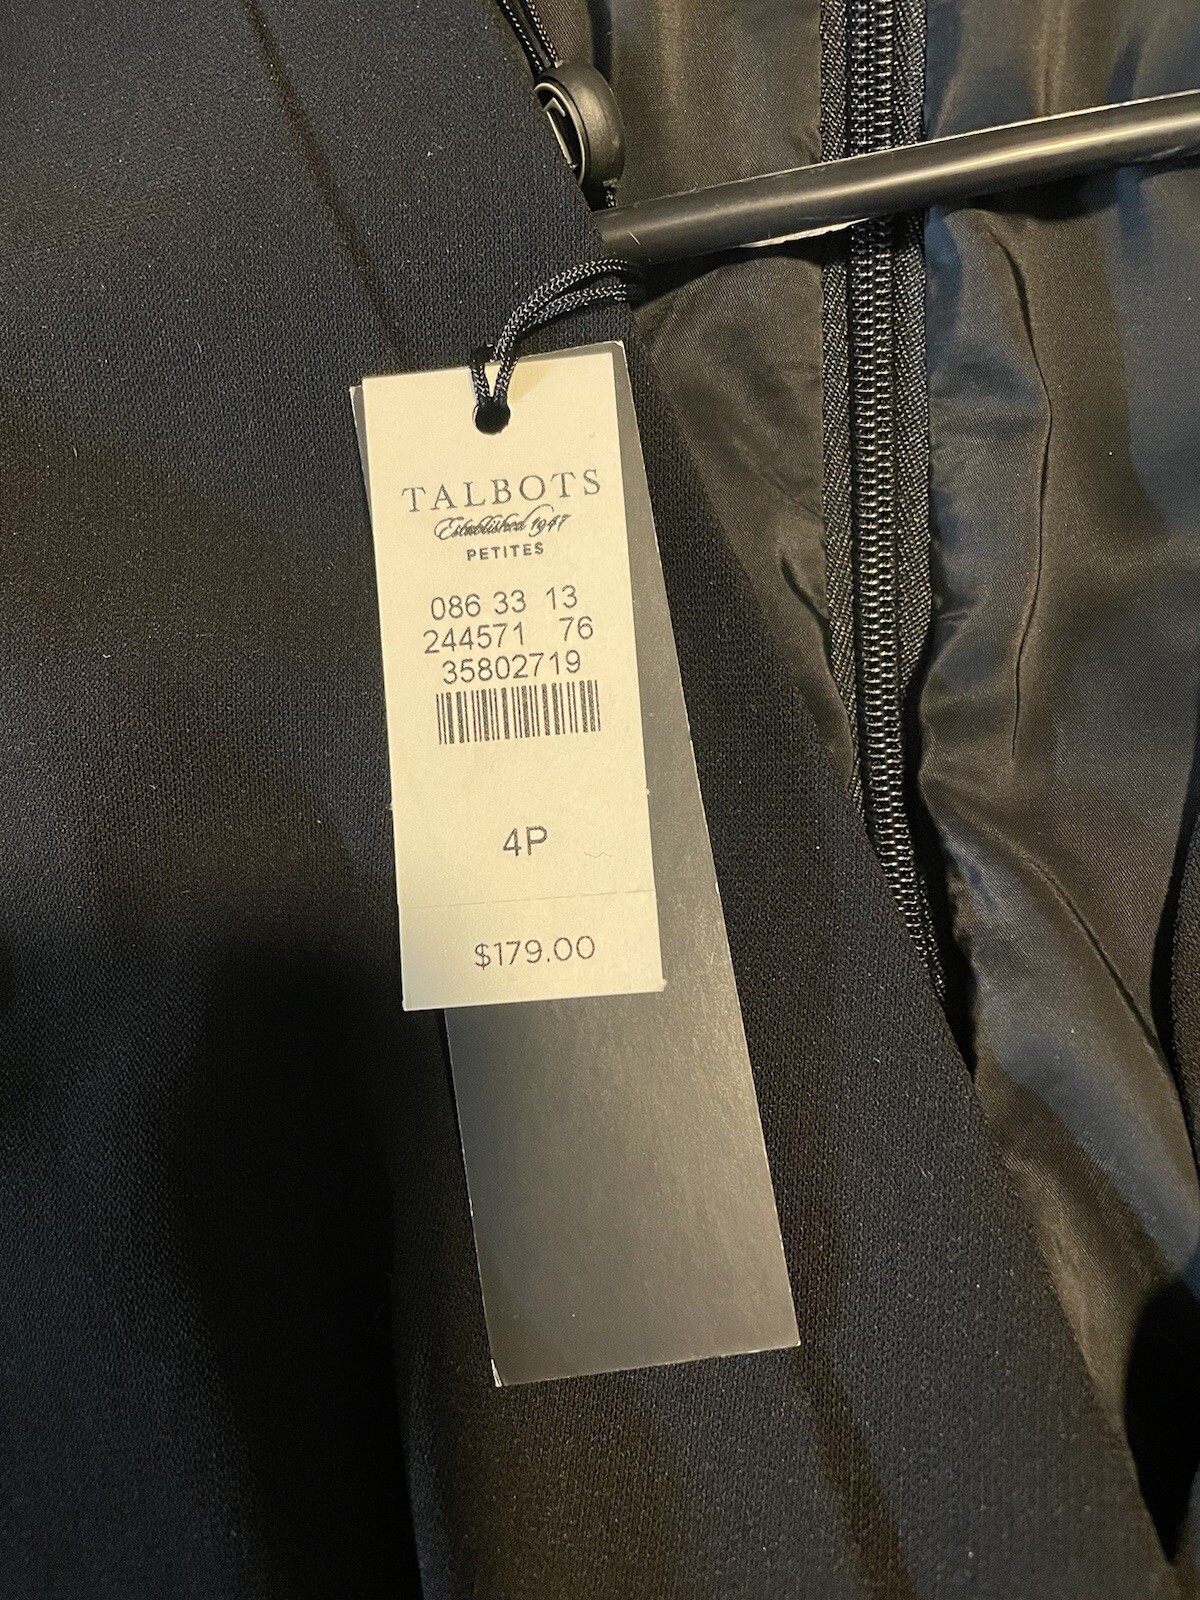 TALBOTS
Established 1947
PETITES
086 33 13
244571 76
35802719
4P
$179.00